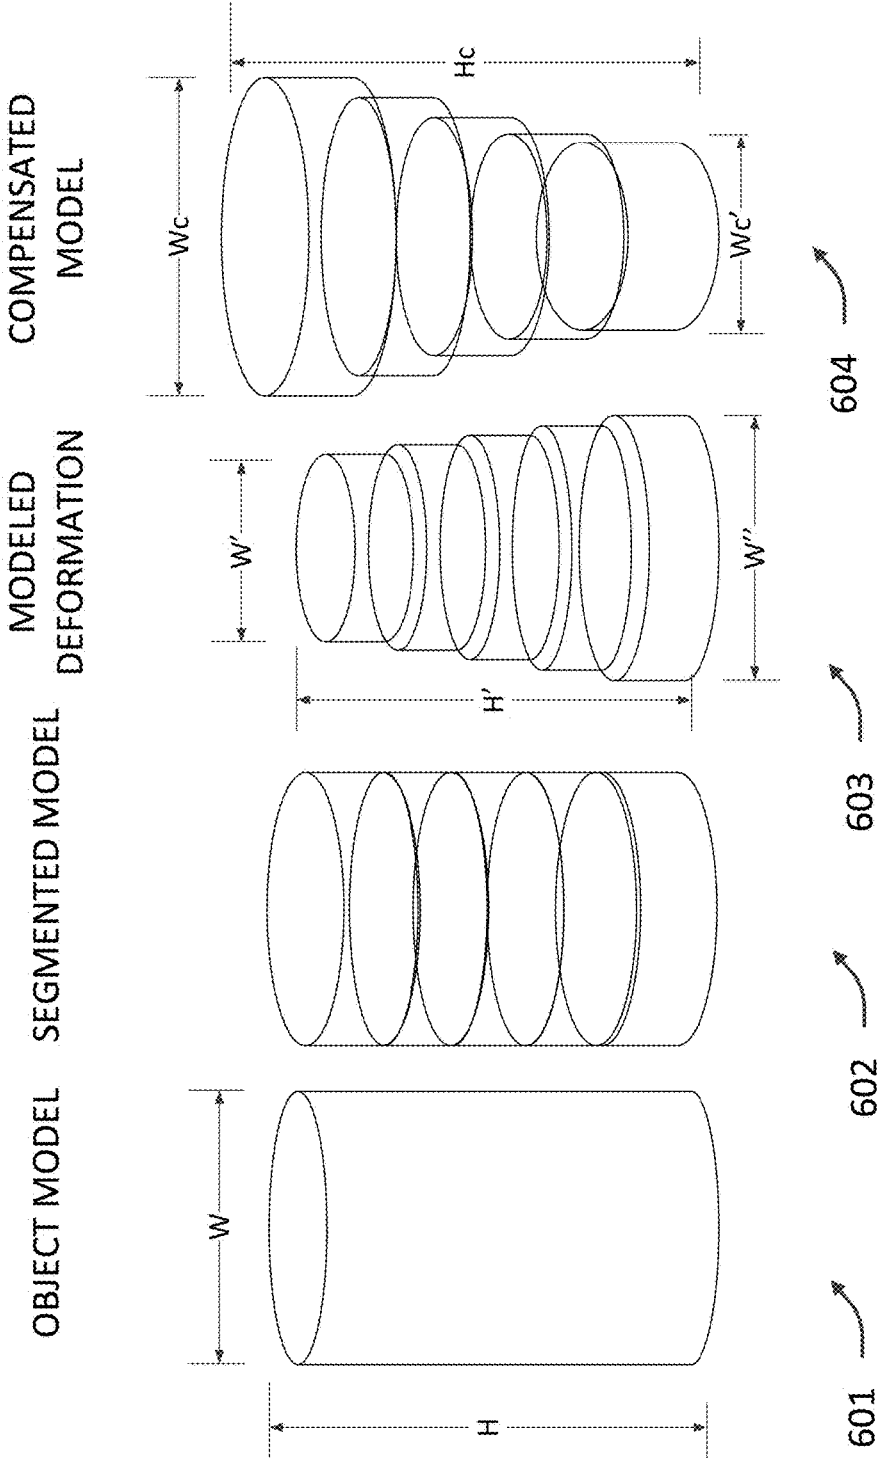 OBJECT MODEL
SEGMENTED MODEL
MODELED
DEFORMATION
COMPENSATED
MODEL
W
H
W'
H'
W''
Wc
Hc
Wc'
601
602
603
604